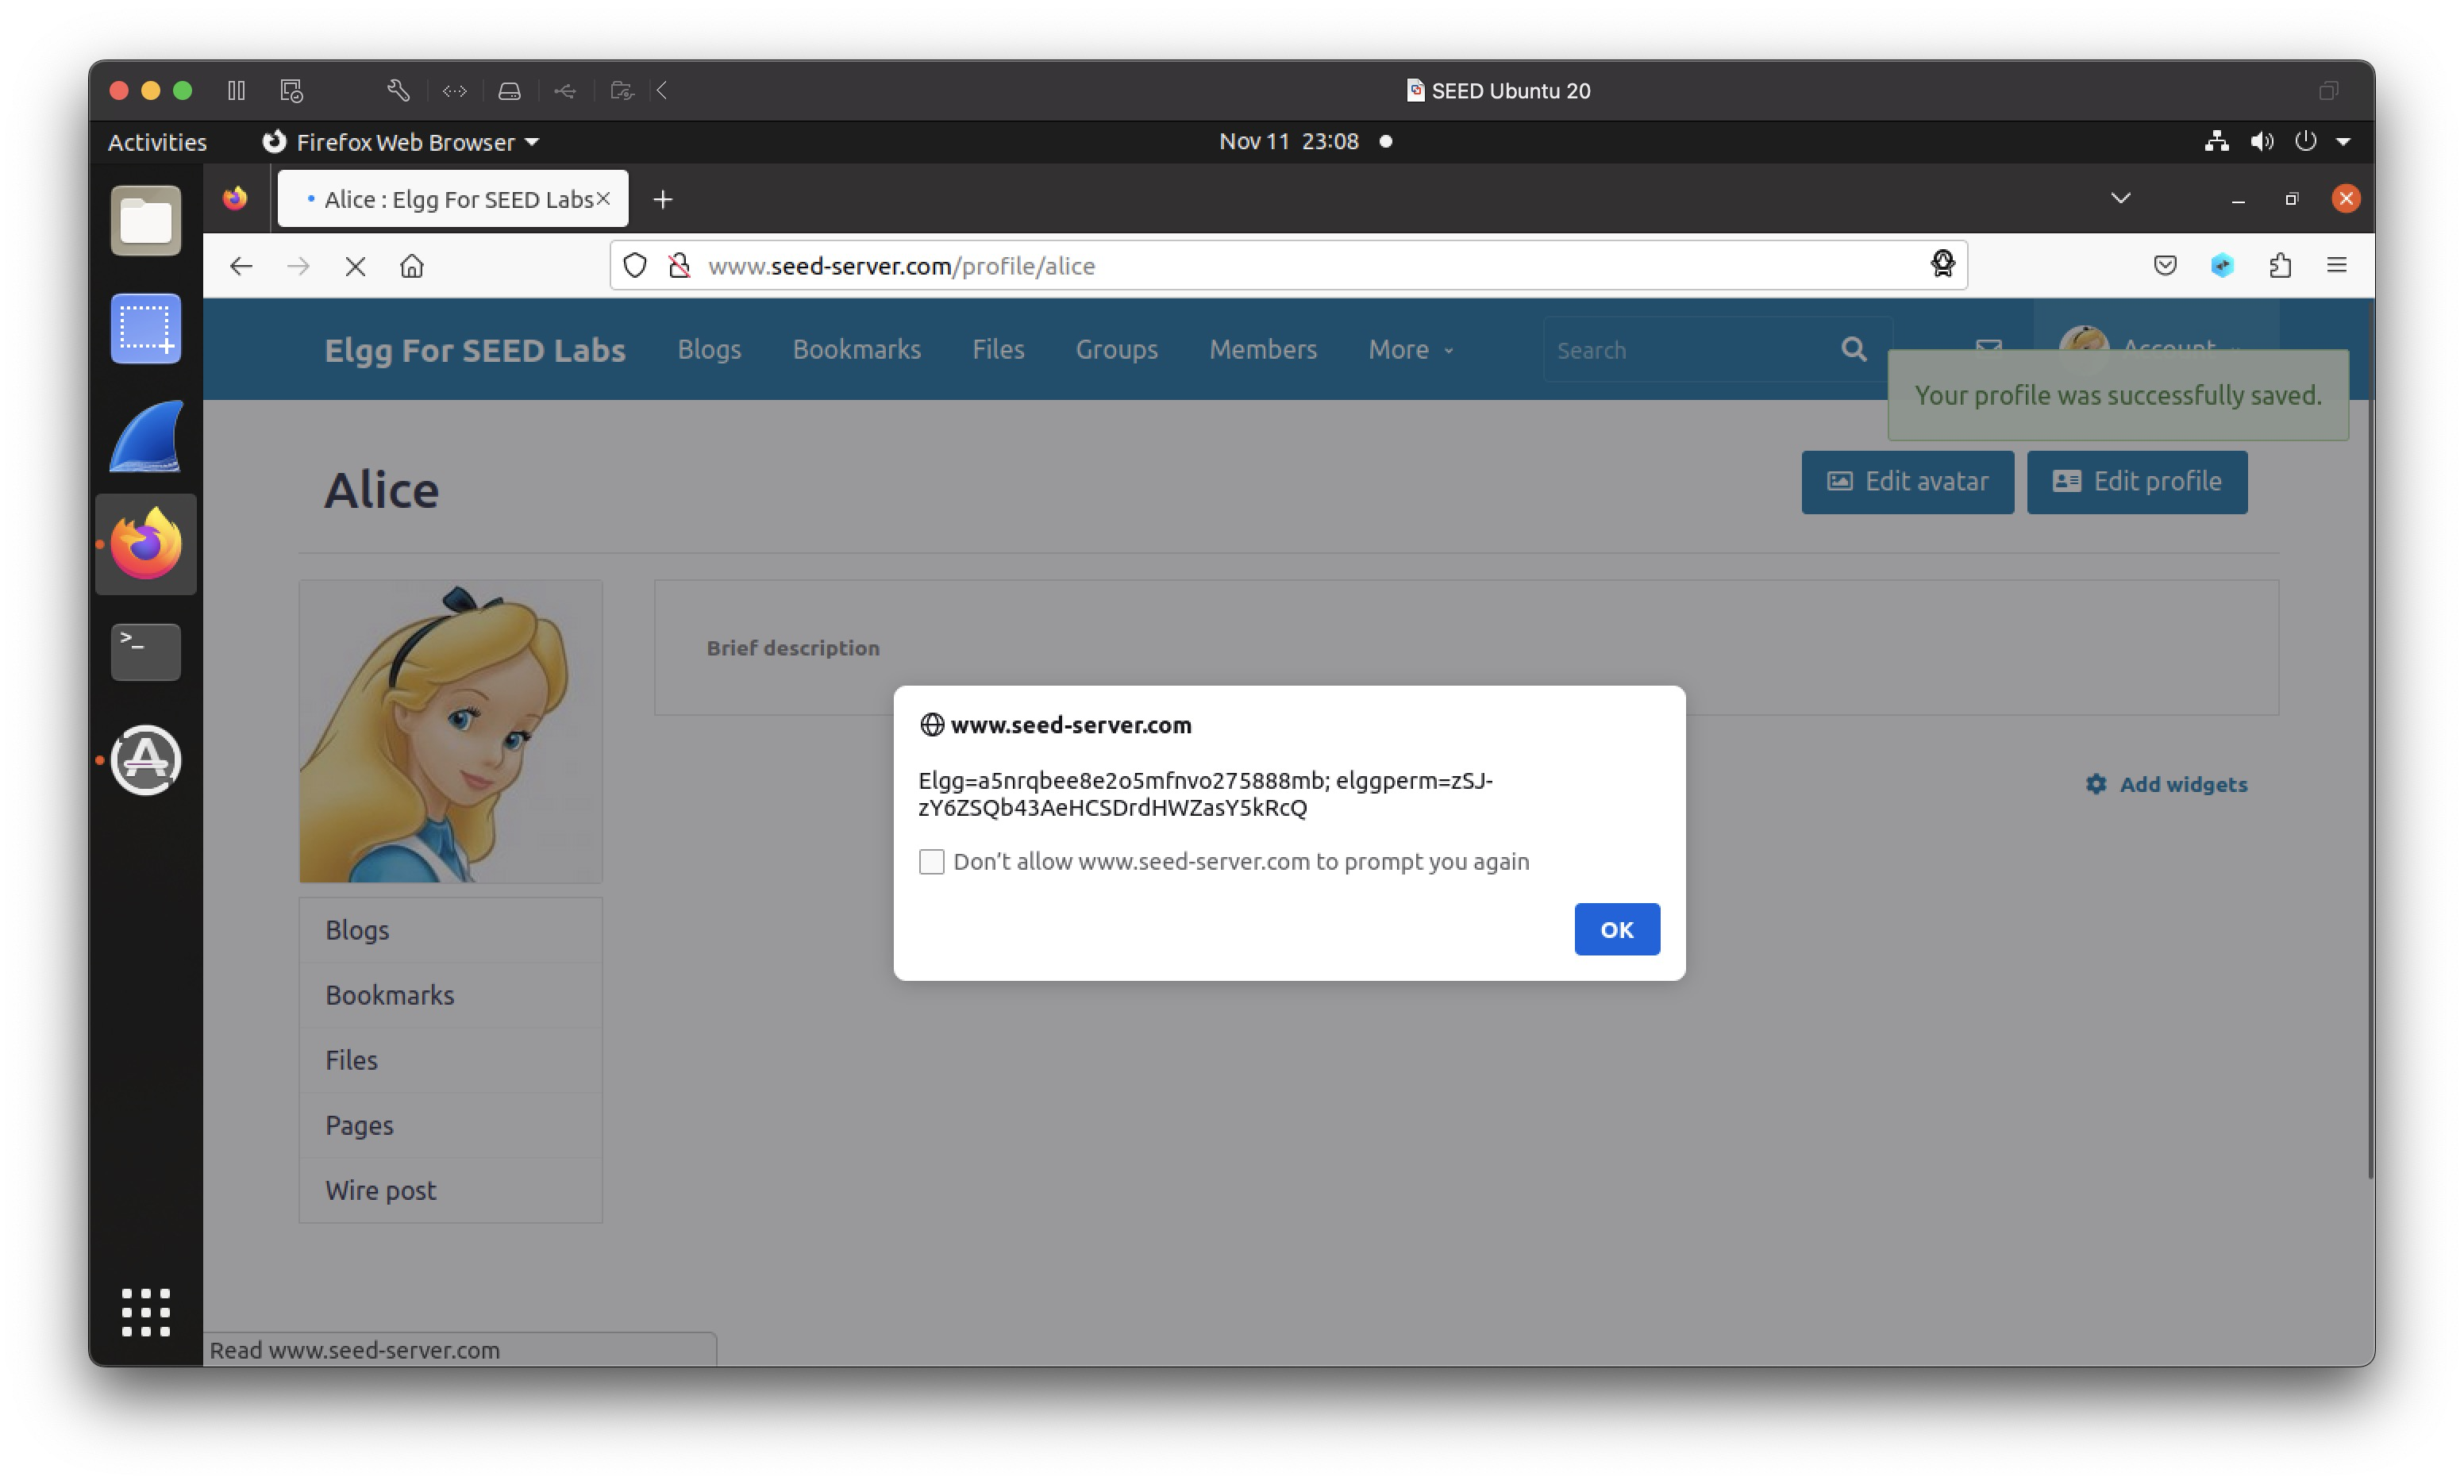 SEED Ubuntu 20
Activities
Firefox Web Browser
Nov 11 23:08
Alice : Elgg For SEED Labs
www.seed-server.com/profile/alice
Elgg For SEED Labs
Blogs
Bookmarks
Files
Groups
Members
More
Search
Account
Your profile was successfully saved.
Alice
Edit avatar
Edit profile
Brief description
www.seed-server.com
Elgg=a5nrqbee8e2o5mfnvo275888mb; elggperm=zSJ-
zY6ZSQb43AeHCSDrdHWZasY5kRcQ
Don't allow www.seed-server.com to prompt you again
OK
Add widgets
Blogs
Bookmarks
Files
Pages
Wire post
Read www.seed-server.com